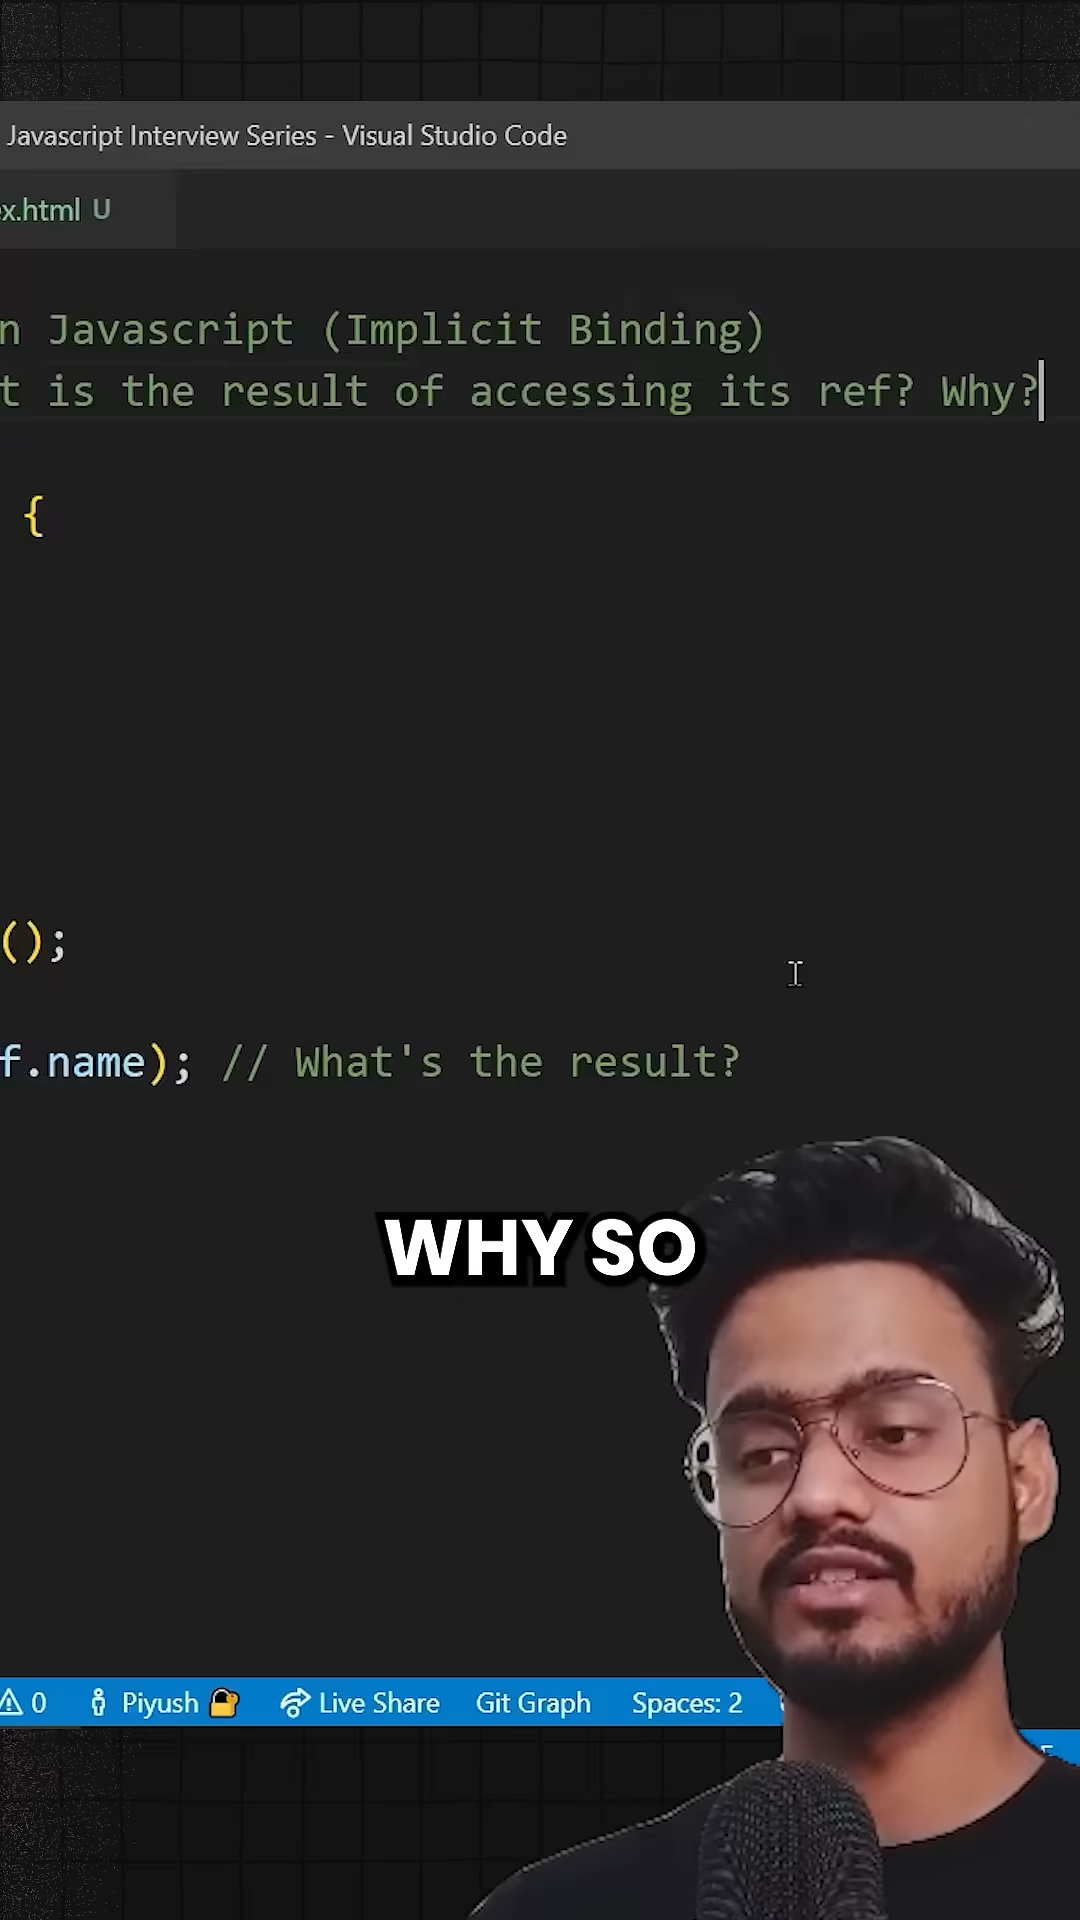 Javascript Interview Series - Visual Studio Code
ex.html U
n Javascript (Implicit Binding)
t is the result of accessing its ref? Why?
{
();
f.name); // What's the result?
WHY SO
0 Piyush Live Share Git Graph Spaces: 2